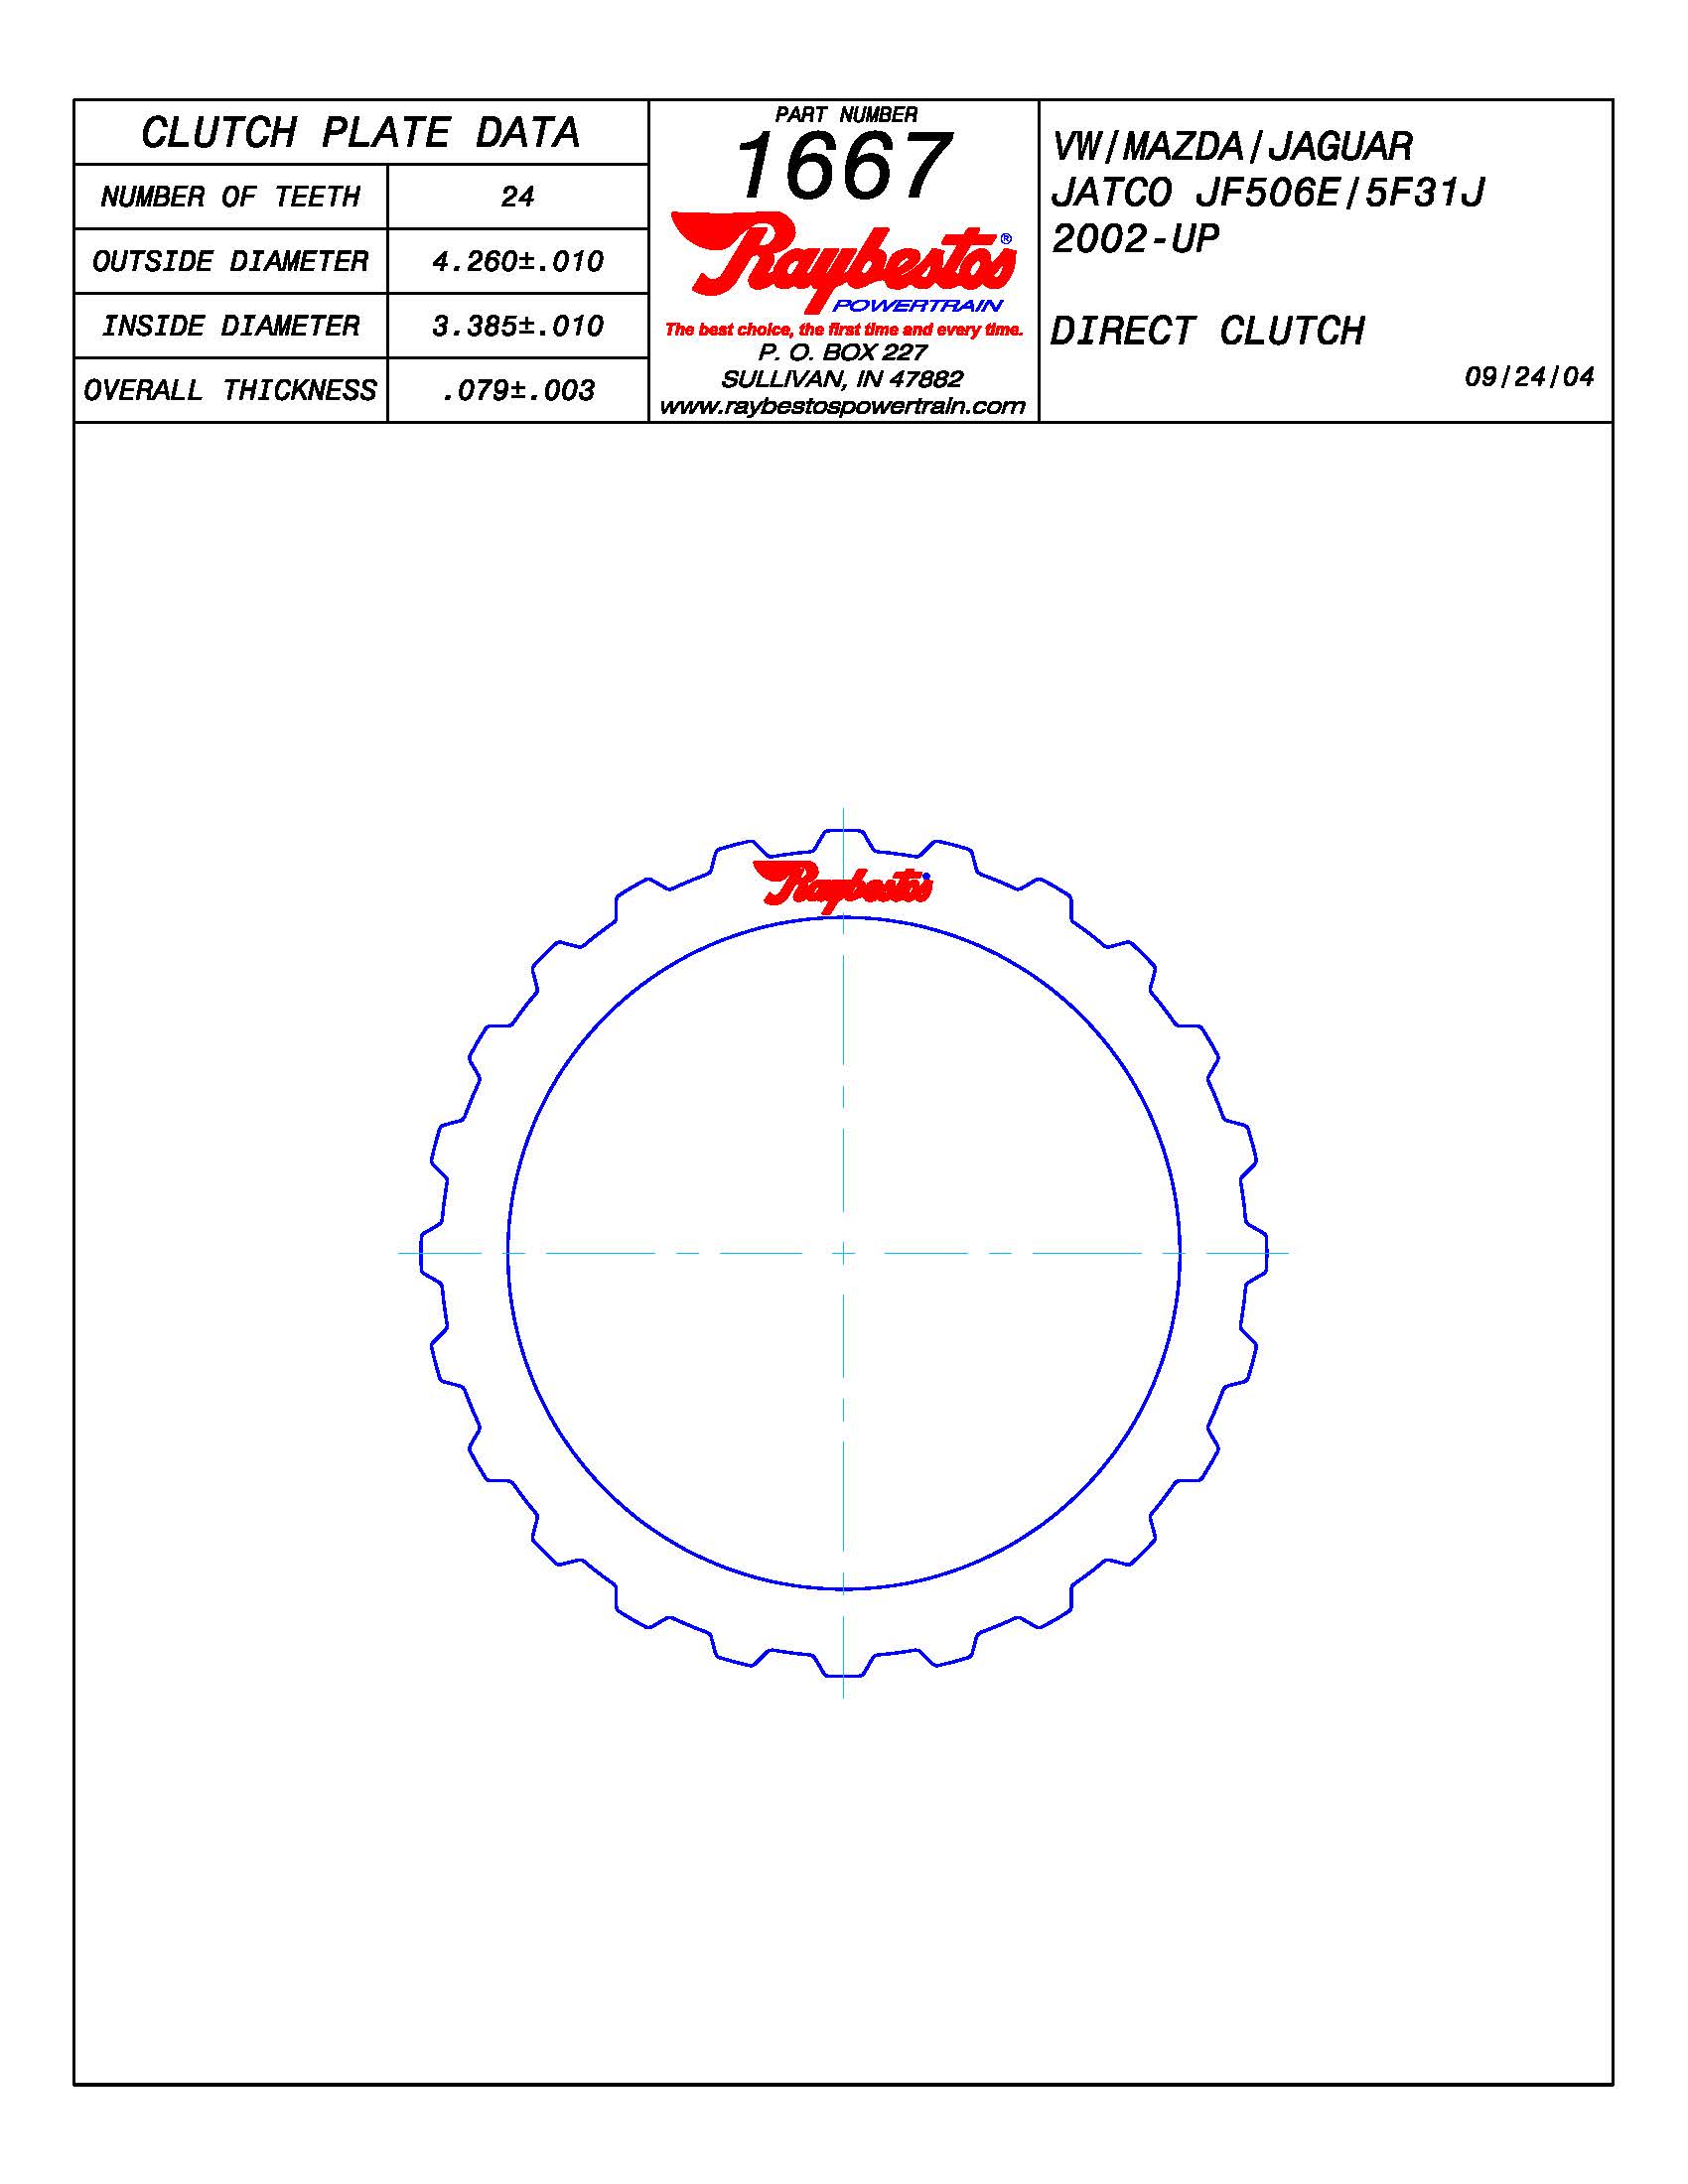 CLUTCH PLATE DATA
NUMBER OF TEETH 24
OUTSIDE DIAMETER 4.260±.010
INSIDE DIAMETER 3.385±.010
OVERALL THICKNESS .079±.003
PART NUMBER
1667
Raybestos®
POWERTRAIN
The best choice, the first time and every time.
P. O. BOX 227
SULLIVAN, IN 47882
www.raybestospowertrain.com
VW/MAZDA/JAGUAR
JATCO JF506E/5F31J
2002-UP
DIRECT CLUTCH
09/24/04
Raybestos